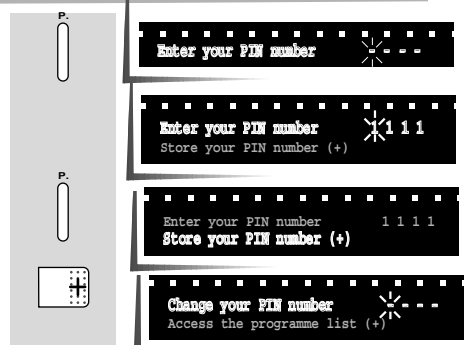 P.
Enter your PIN number - - - -
Enter your PIN number 1 1 1 1
Store your PIN number (+)
P.
Enter your PIN number 1 1 1 1
Store your PIN number (+)
+
Change your PIN number - - - -
Access the programme list (+)